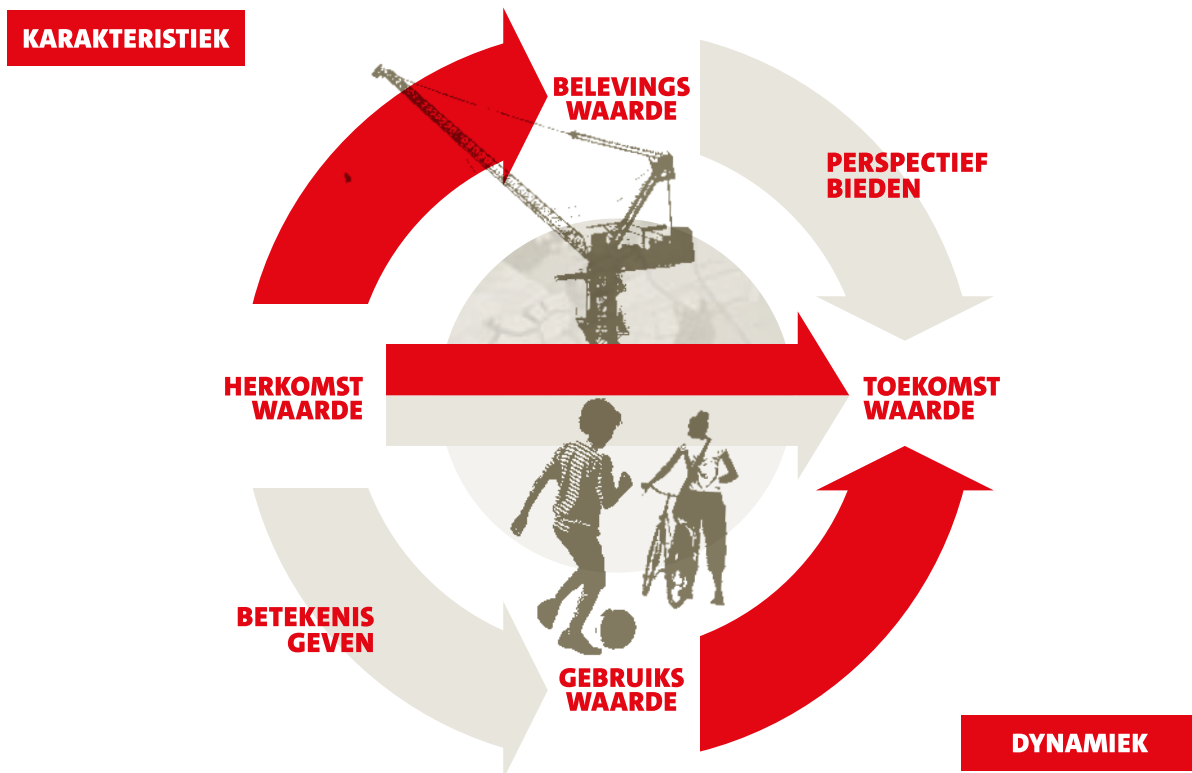 KARAKTERISTIEK
BELEVINGS
WAARDE
PERSPECTIEF
BIEDEN
HERKOMST
WAARDE
TOEKOMST
WAARDE
BETEKENIS
GEVEN
GEBRUIKS
WAARDE
DYNAMIEK